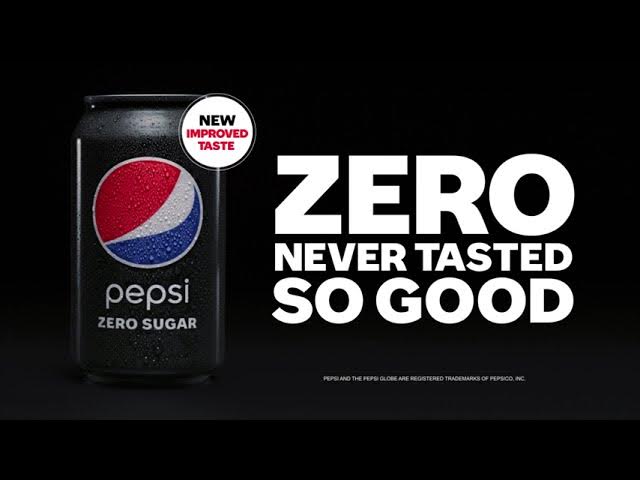 NEW
IMPROVED
TASTE
pepsi
ZERO SUGAR
ZERO
NEVER TASTED
SO GOOD
PEPSI AND THE PEPSI GLOBE ARE REGISTERED TRADEMARKS OF PEPSICO, INC.